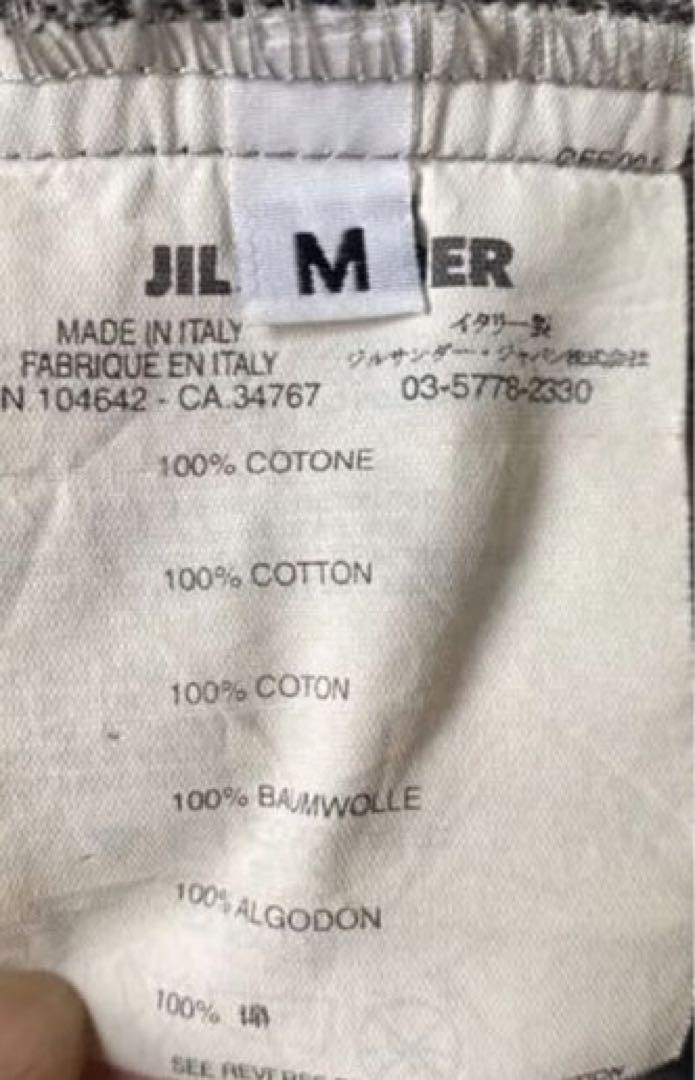 M
JIL ER
MADE IN ITALY
FABRIQUE EN ITALY
N. 104642 - CA.34767
イタリー製
ジルサンダー・ジャパン株式会社
03-5778-2330
100% COTONE
100% COTTON
100% COTON
100% BAUMWOLLE
100% ALGODON
100% 綿
SEE REVERSE